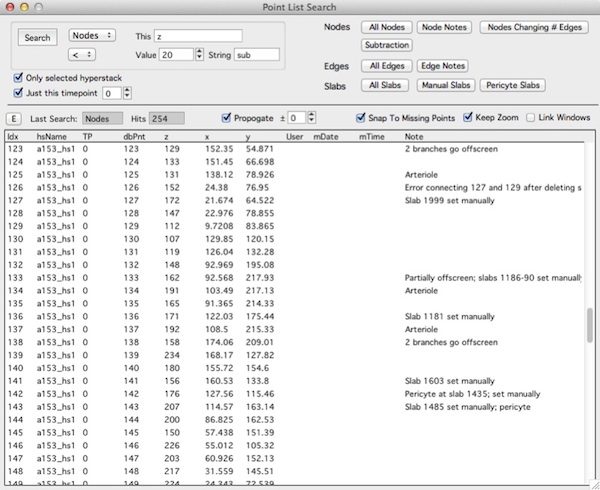 Point List Search
Search Nodes This z
< Value 20 String sub
Only selected hyperstack
Just this timepoint 0
Nodes All Nodes Node Notes Nodes Changing # Edges
Subtraction
Edges All Edges Edge Notes
Slabs All Slabs Manual Slabs Pericyte Slabs
E Last Search: Nodes Hits 254 Propogate ± 0 Snap To Missing Points Keep Zoom Link Windows
Idx hsName TP dbPnt z x y User mDate mTime Note
123 a153_hs1 0 123 129 152.35 54.871 2 branches go offscreen
124 a153_hs1 0 124 133 151.45 66.698
125 a153_hs1 0 125 131 138.12 78.926 Arteriole
126 a153_hs1 0 126 152 24.38 76.95 Error connecting 127 and 129 after deleting s
127 a153_hs1 0 127 172 21.674 64.522 Slab 1999 set manually
128 a153_hs1 0 128 147 22.976 78.855
129 a153_hs1 0 129 112 9.7208 83.865
130 a153_hs1 0 130 107 129.85 120.15
131 a153_hs1 0 131 119 126.04 132.28
132 a153_hs1 0 132 148 92.969 195.08
133 a153_hs1 0 133 162 92.568 217.93 Partially offscreen; slabs 1186-90 set manuall
134 a153_hs1 0 134 191 103.49 217.13 Arteriole
135 a153_hs1 0 135 165 91.365 214.33
136 a153_hs1 0 136 171 122.03 175.44 Slab 1181 set manually
137 a153_hs1 0 137 192 108.5 215.33 Arteriole
138 a153_hs1 0 138 158 174.06 209.01 2 branches go offscreen
139 a153_hs1 0 139 234 168.17 127.82
140 a153_hs1 0 140 180 155.72 154.6
141 a153_hs1 0 141 156 160.53 133.8 Slab 1603 set manually
142 a153_hs1 0 142 176 127.56 115.46 Pericyte at slab 1435; set manually
143 a153_hs1 0 143 207 114.57 163.14 Slab 1485 set manually; pericyte
144 a153_hs1 0 144 200 86.825 162.53
145 a153_hs1 0 145 150 57.438 151.39
146 a153_hs1 0 146 226 55.012 105.32
147 a153_hs1 0 147 203 60.926 152.13
148 a153_hs1 0 148 217 31.559 145.51
149 a153_hs1 0 149 224 24.343 72.539